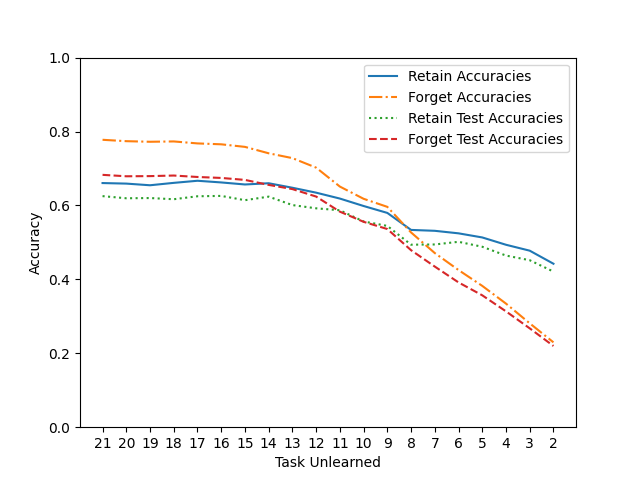 1.0
0.8
0.6
0.4
0.2
0.0
Accuracy
Retain Accuracies
Forget Accuracies
Retain Test Accuracies
Forget Test Accuracies
21 20 19 18 17 16 15 14 13 12 11 10 9 8 7 6 5 4 3 2
Task Unlearned